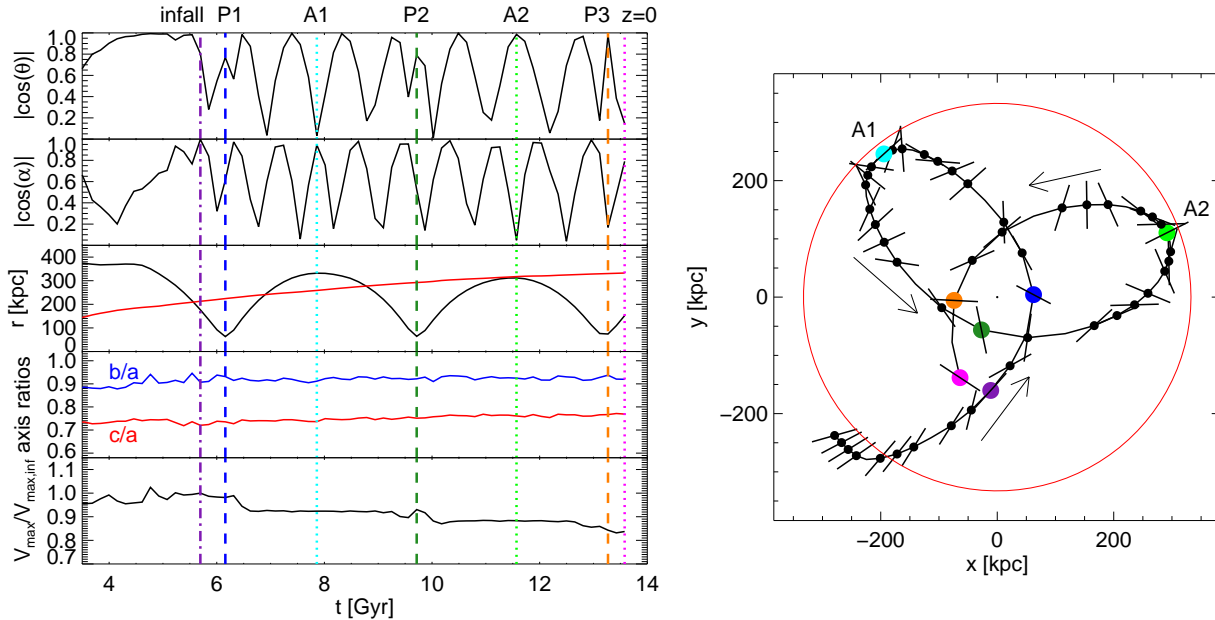 infall P1 A1 P2 A2 P3 z=0
|cos(θ)|
1.0
0.8
0.6
0.4
0.2
|cos(α)|
1.0
0.8
0.6
0.4
0.2
r [kpc]
400
300
200
100
0
axis ratios
1.0
0.9
0.8
0.7
0.6
b/a
c/a
Vmax/Vmax,inf
1.1
1.0
0.9
0.8
0.7
4 6 8 10 12 14
t [Gyr]
y [kpc]
200
0
−200
A1
A2
−200 0 200
x [kpc]